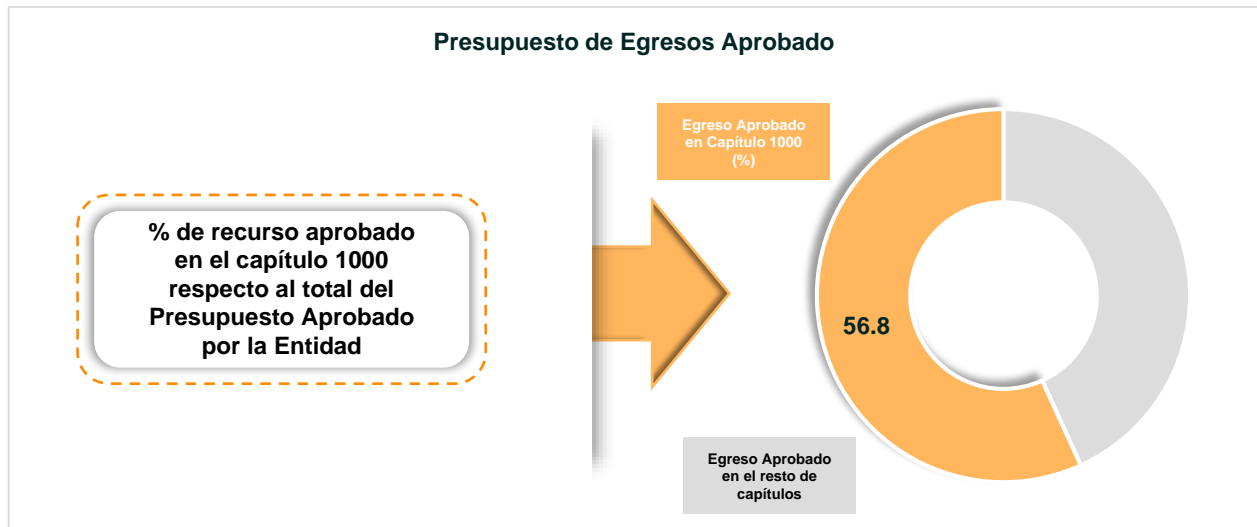 Presupuesto de Egresos Aprobado
Egreso Aprobado
en Capítulo 1000
(%)
% de recurso aprobado
en el capítulo 1000
respecto al total del
Presupuesto Aprobado
por la Entidad
56.8
Egreso Aprobado
en el resto de
capítulos